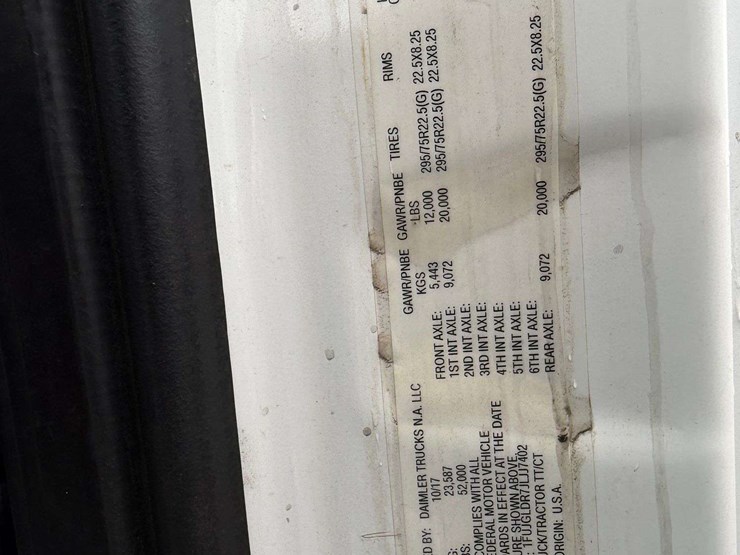 D BY: DAIMLER TRUCKS N.A. LLC
10/17
G: 23,587
BS: 52,000
COMPLIES WITH ALL
EDERAL MOTOR VEHICLE
ARDS IN EFFECT AT THE DATE
URE SHOWN ABOVE
CK/TRACTOR TT/CT
ORIGIN: U.S.A.
GAWR/PNBE GAWR/PNBE TIRES RIMS
KGS LBS
FRONT AXLE: 5,443 12,000 295/75R22.5(G) 22.5X8.25
1ST INT AXLE: 9,072 20,000 295/75R22.5(G) 22.5X8.25
2ND INT AXLE:
3RD INT AXLE:
4TH INT AXLE:
5TH INT AXLE:
6TH INT AXLE:
REAR AXLE: 9,072 20,000 295/75R22.5(G) 22.5X8.25